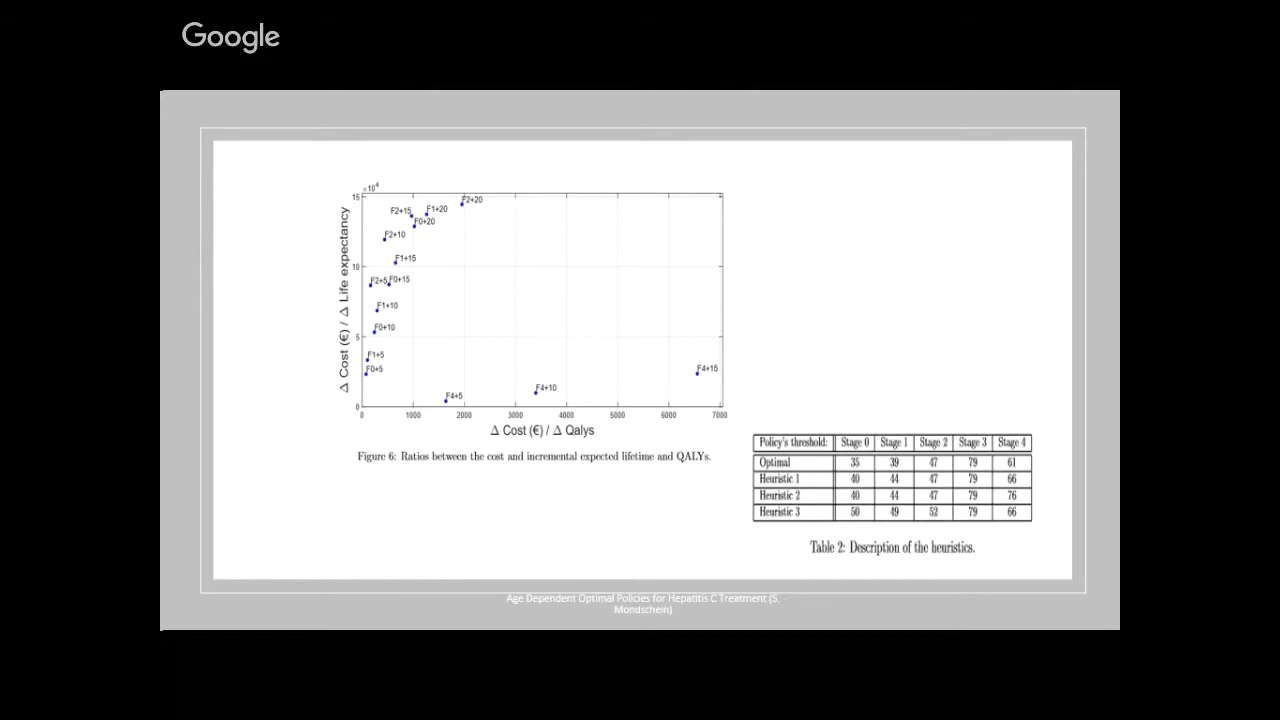 Google
×10⁴
15
10
5
0
F2+20
F2+15
F1+20
F0+20
F2+10
F1+15
F2+5
F0+15
F1+10
F0+10
F1+5
F0+5
F4+5
F4+10
F4+15
0 1000 2000 3000 4000 5000 6000 7000
Δ Cost (€) / Δ Life expectancy
Δ Cost (€) / Δ Qalys
Figure 6: Ratios between the cost and incremental expected lifetime and QALYs.
Policy's threshold: Stage 0 Stage 1 Stage 2 Stage 3 Stage 4
Optimal 35 39 47 79 61
Heuristic 1 40 44 47 79 66
Heuristic 2 40 44 47 79 76
Heuristic 3 50 49 52 79 66
Table 2: Description of the heuristics.
Age Dependent Optimal Policies for Hepatitis C Treatment (S.
Mondschein)